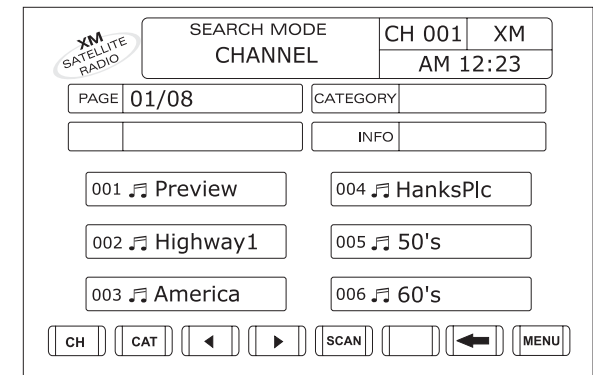 XM
SATELLITE
RADIO
SEARCH MODE
CHANNEL
CH 001 XM
AM 12:23
PAGE 01/08
CATEGORY
INFO
001 Preview
004 HanksPlc
002 Highway1
005 50's
003 America
006 60's
CH CAT SCAN MENU